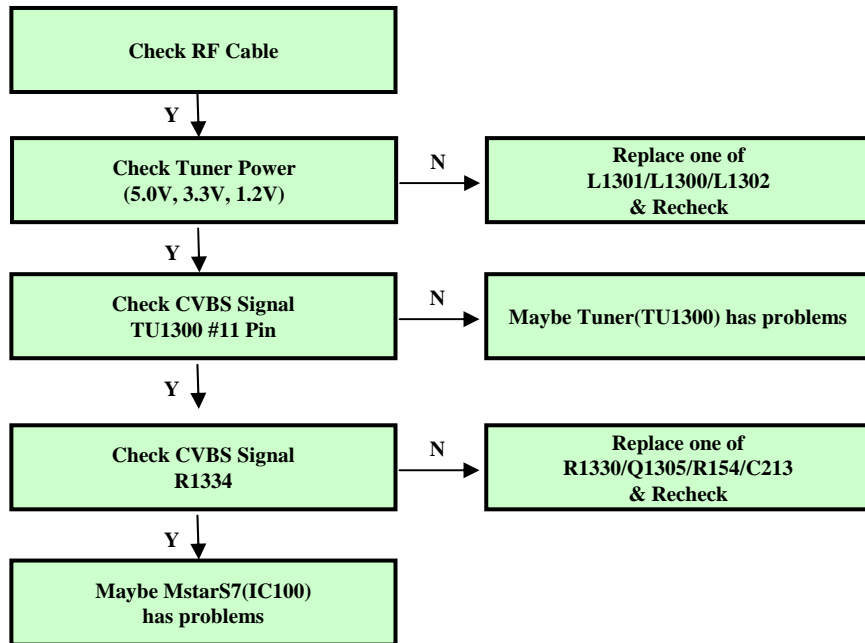 Check RF Cable
Y
Check Tuner Power
(5.0V, 3.3V, 1.2V)
N
Replace one of
L1301/L1300/L1302
& Recheck
Y
Check CVBS Signal
TU1300 #11 Pin
N
Maybe Tuner(TU1300) has problems
Y
Check CVBS Signal
R1334
N
Replace one of
R1330/Q1305/R154/C213
& Recheck
Y
Maybe MstarS7(IC100)
has problems